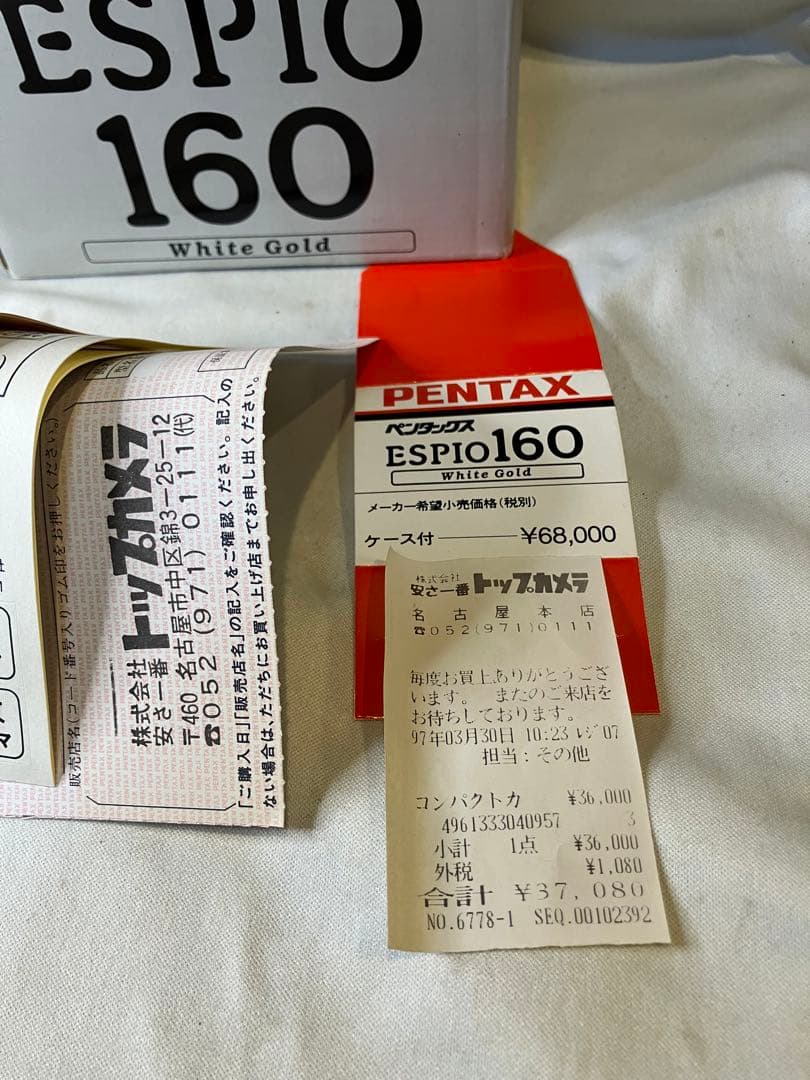 ESPIO
160
White Gold
PENTAX
ペンタックス
ESPIO160
White Gold
メーカー希望小売価格(税別)
ケース付 ¥68,000
株式会社
安さ一番 トップカメラ
名古屋本店
☎052(971)0111
毎度お買上ありがとうござ
います。 またのご来店を
お待ちしております。
97年03月30日 10:23 レジ07
担当:その他
コンパクトカ ¥36,000
4961333040957 3
小計 1点 ¥36,000
外税 ¥1,080
合計 ¥37,080
NO.6778-1 SEQ.00102392
販売店名(コード番号入りゴム印をお押しください。)
株式会社
安さ一番 トップカメラ
〒460 名古屋市中区錦3-25-12
☎052(971)0111(代)
「ご購入日」「販売店名」の記入をご確認ください。記入の
ない場合は、ただちにお買い上げ店までお申し出ください。